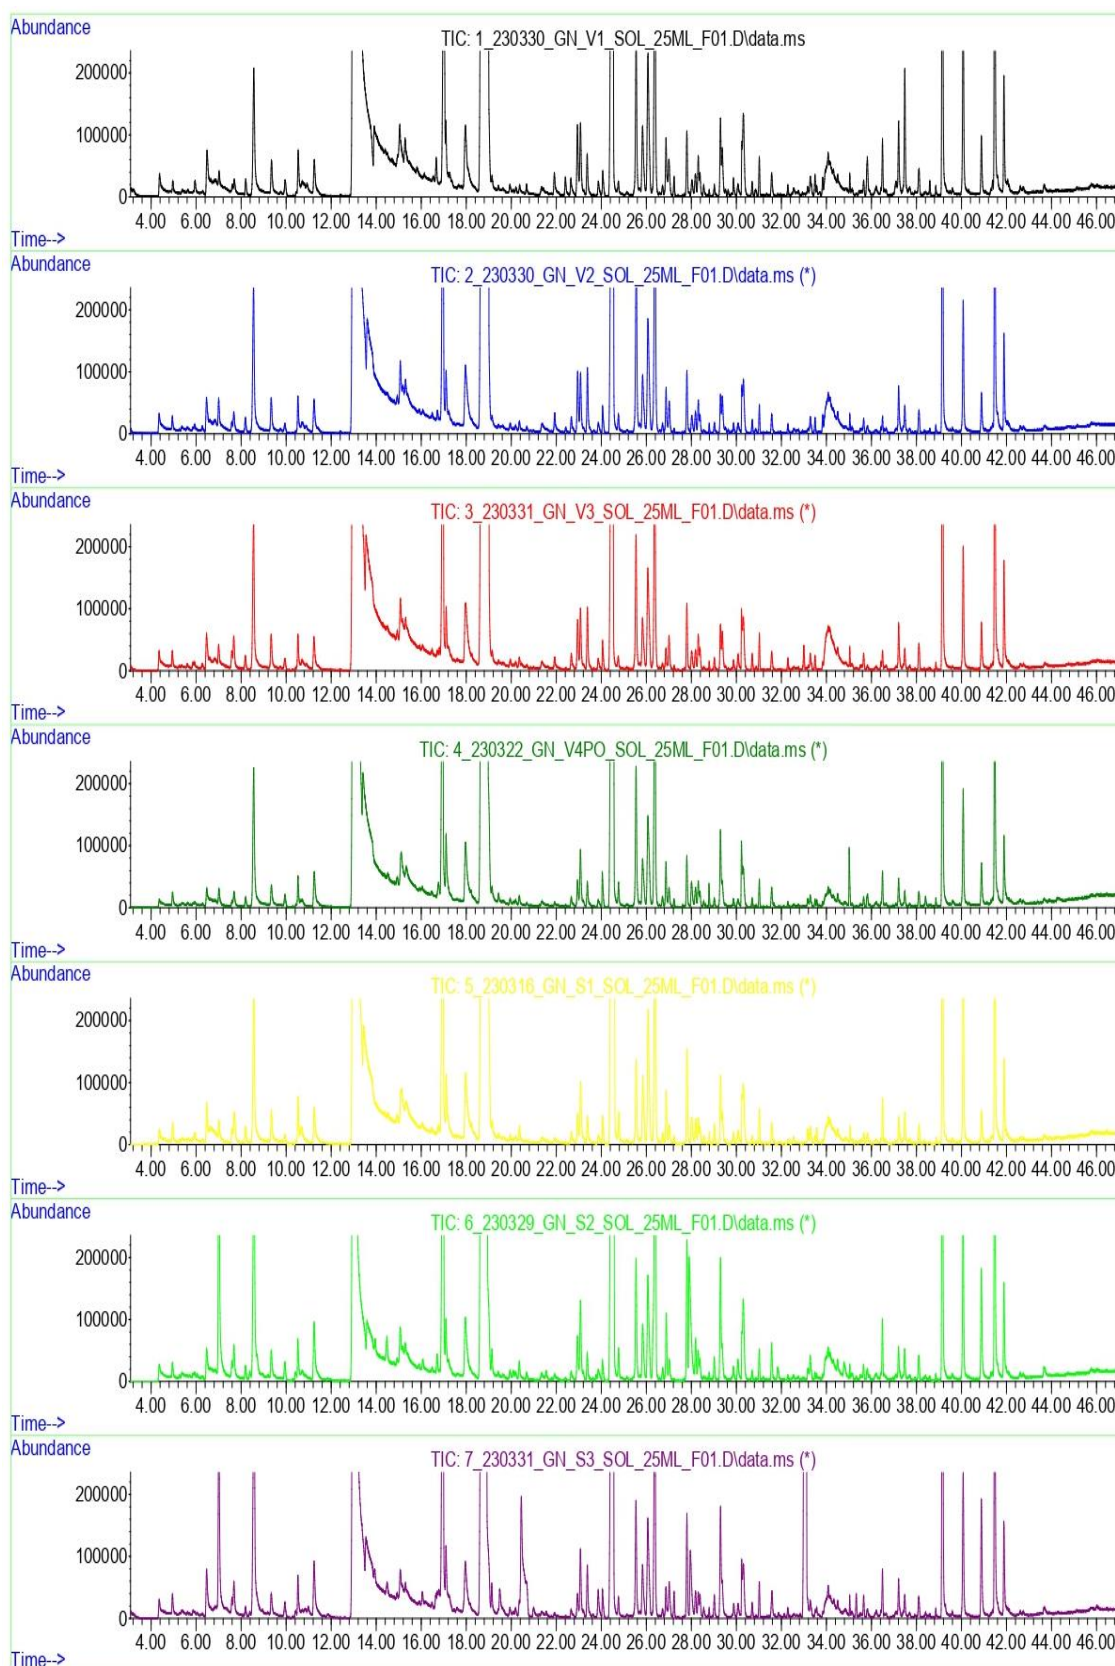 Abundance
TIC: 1_230330_GN_V1_SOL_25ML_F01.D\data.ms
200000
100000
0
4.00 6.00 8.00 10.00 12.00 14.00 16.00 18.00 20.00 22.00 24.00 26.00 28.00 30.00 32.00 34.00 36.00 38.00 40.00 42.00 44.00 46.00
Time-->
Abundance
TIC: 2_230330_GN_V2_SOL_25ML_F01.D\data.ms (*)
200000
100000
0
4.00 6.00 8.00 10.00 12.00 14.00 16.00 18.00 20.00 22.00 24.00 26.00 28.00 30.00 32.00 34.00 36.00 38.00 40.00 42.00 44.00 46.00
Time-->
Abundance
TIC: 3_230331_GN_V3_SOL_25ML_F01.D\data.ms (*)
200000
100000
0
4.00 6.00 8.00 10.00 12.00 14.00 16.00 18.00 20.00 22.00 24.00 26.00 28.00 30.00 32.00 34.00 36.00 38.00 40.00 42.00 44.00 46.00
Time-->
Abundance
TIC: 4_230322_GN_V4PO_SOL_25ML_F01.D\data.ms (*)
200000
100000
0
4.00 6.00 8.00 10.00 12.00 14.00 16.00 18.00 20.00 22.00 24.00 26.00 28.00 30.00 32.00 34.00 36.00 38.00 40.00 42.00 44.00 46.00
Time-->
Abundance
TIC: 5_230316_GN_S1_SOL_25ML_F01.D\data.ms (*)
200000
100000
0
4.00 6.00 8.00 10.00 12.00 14.00 16.00 18.00 20.00 22.00 24.00 26.00 28.00 30.00 32.00 34.00 36.00 38.00 40.00 42.00 44.00 46.00
Time-->
Abundance
TIC: 6_230329_GN_S2_SOL_25ML_F01.D\data.ms (*)
200000
100000
0
4.00 6.00 8.00 10.00 12.00 14.00 16.00 18.00 20.00 22.00 24.00 26.00 28.00 30.00 32.00 34.00 36.00 38.00 40.00 42.00 44.00 46.00
Time-->
Abundance
TIC: 7_230331_GN_S3_SOL_25ML_F01.D\data.ms (*)
200000
100000
0
4.00 6.00 8.00 10.00 12.00 14.00 16.00 18.00 20.00 22.00 24.00 26.00 28.00 30.00 32.00 34.00 36.00 38.00 40.00 42.00 44.00 46.00
Time-->